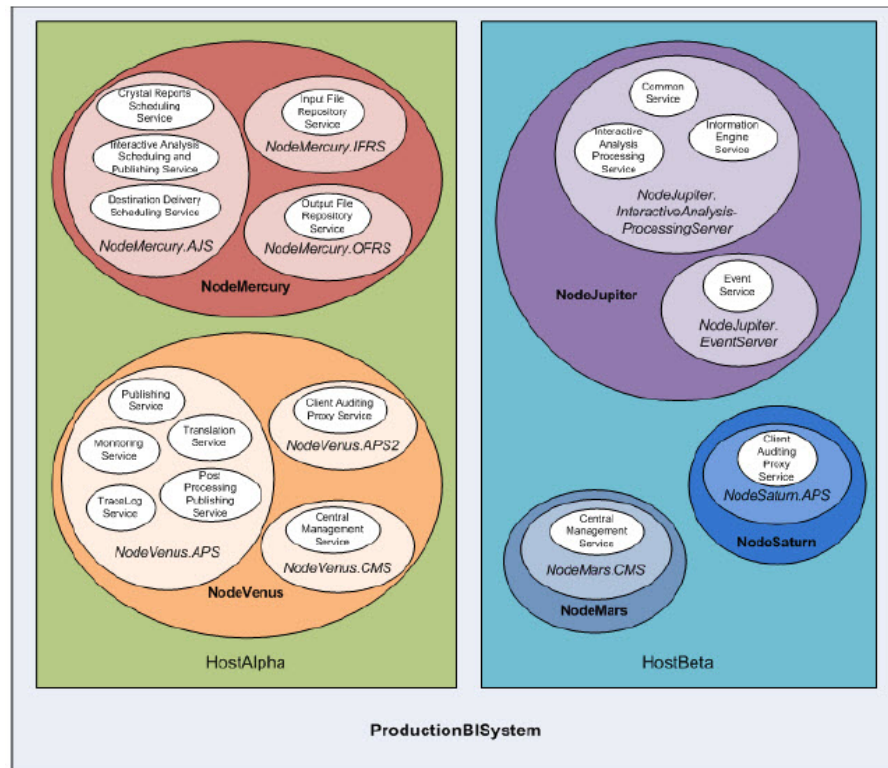 Crystal Reports
Scheduling
Service
Interactive Analysis
Scheduling and
Publishing Service
Destination Delivery
Scheduling Service
NodeMercury.AJS
Input File
Repository
Service
NodeMercury.IFRS
Output File
Repository
Service
NodeMercury.OFRS
NodeMercury
Publishing
Service
Monitoring
Service
Translation
Service
TraceLog
Service
Post
Processing
Publishing
Service
NodeVenus.APS
Client Auditing
Proxy Service
NodeVenus.APS2
Central
Management
Service
NodeVenus.CMS
NodeVenus
HostAlpha
Common
Service
Interactive
Analysis
Processing
Service
Information
Engine
Service
NodeJupiter.
InteractiveAnalysis-
ProcessingServer
Event
Service
NodeJupiter.
EventServer
NodeJupiter
Client
Auditing
Proxy
Service
NodeSaturn.APS
NodeSaturn
Central
Management
Service
NodeMars.CMS
NodeMars
HostBeta
ProductionBISystem